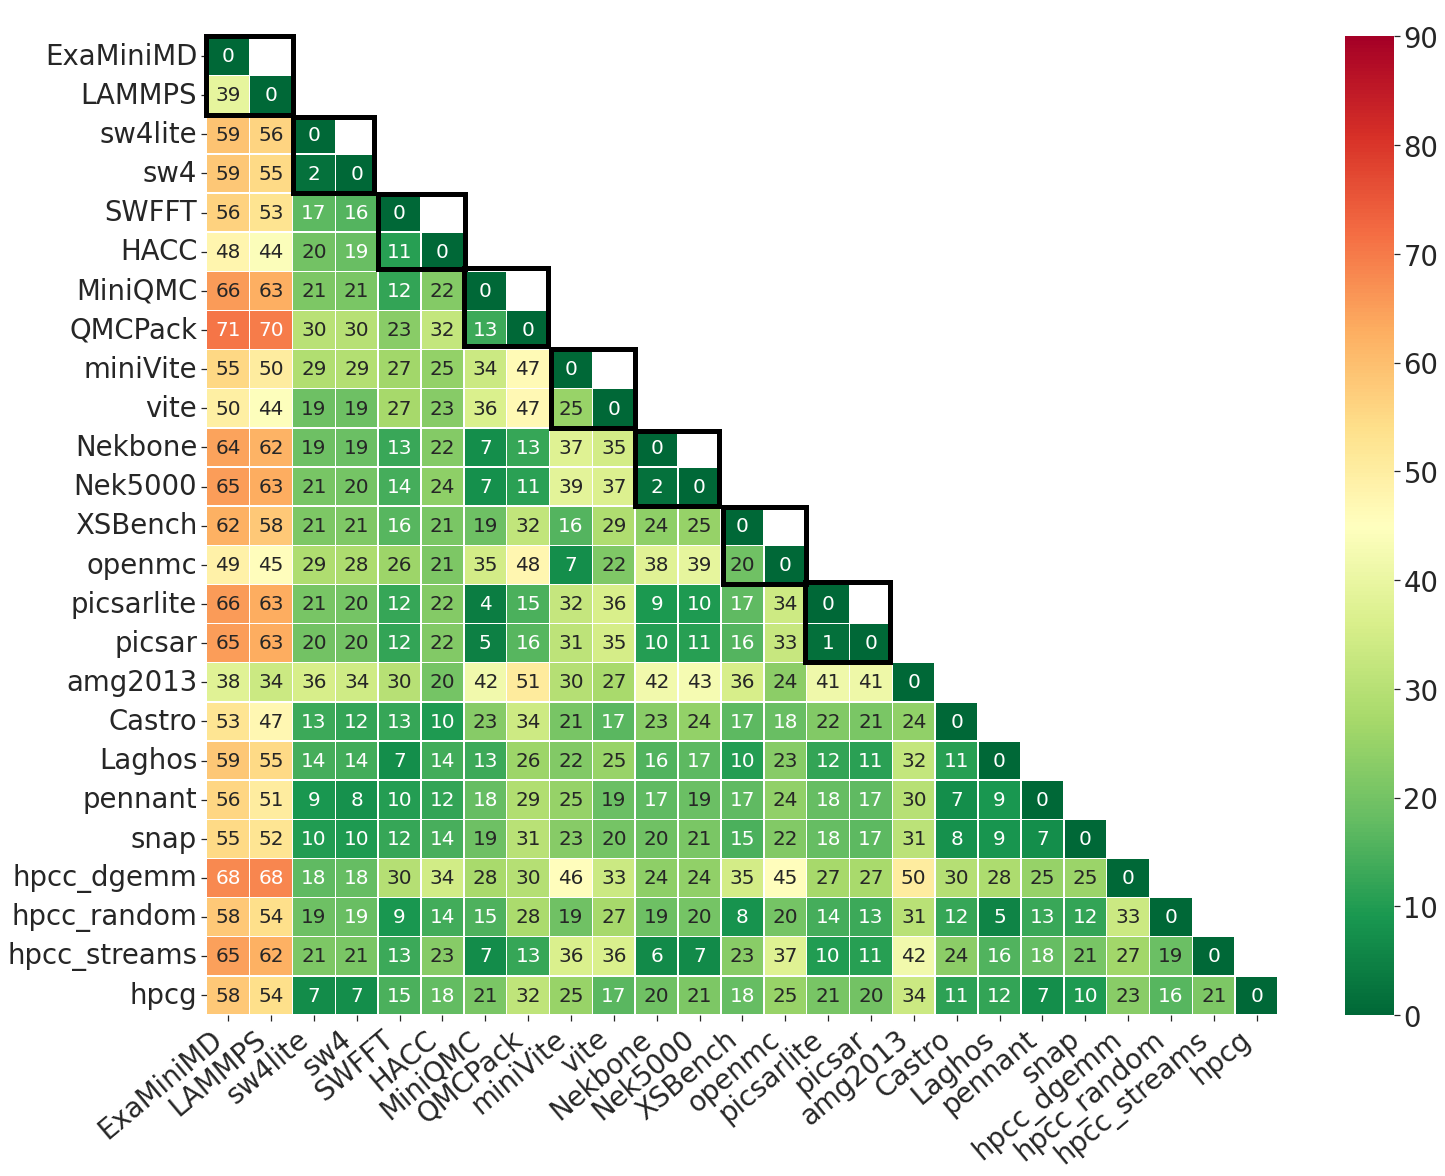 ExaMiniMD 0
LAMMPS 39 0
sw4lite 59 56 0
sw4 59 55 2 0
SWFFT 56 53 17 16 0
HACC 48 44 20 19 11 0
MiniQMC 66 63 21 21 12 22 0
QMCPack 71 70 30 30 23 32 13 0
miniVite 55 50 29 29 27 25 34 47 0
vite 50 44 19 19 27 23 36 47 25 0
Nekbone 64 62 19 19 13 22 7 13 37 35 0
Nek5000 65 63 21 20 14 24 7 11 39 37 2 0
XSBench 62 58 21 21 16 21 19 32 16 29 24 25 0
openmc 49 45 29 28 26 21 35 48 7 22 38 39 20 0
picsarlite 66 63 21 20 12 22 4 15 32 36 9 10 17 34 0
picsar 65 63 20 20 12 22 5 16 31 35 10 11 16 33 1 0
amg2013 38 34 36 34 30 20 42 51 30 27 42 43 36 24 41 41 0
Castro 53 47 13 12 13 10 23 34 21 17 23 24 17 18 22 21 24 0
Laghos 59 55 14 14 7 14 13 26 22 25 16 17 10 23 12 11 32 11 0
pennant 56 51 9 8 10 12 18 29 25 19 17 19 17 24 18 17 30 7 9 0
snap 55 52 10 10 12 14 19 31 23 20 20 21 15 22 18 17 31 8 9 7 0
hpcc_dgemm 68 68 18 18 30 34 28 30 46 33 24 24 35 45 27 27 50 30 28 25 25 0
hpcc_random 58 54 19 19 9 14 15 28 19 27 19 20 8 20 14 13 31 12 5 13 12 33 0
hpcc_streams 65 62 21 21 13 23 7 13 36 36 6 7 23 37 10 11 42 24 16 18 21 27 19 0
hpcg 58 54 7 7 15 18 21 32 25 17 20 21 18 25 21 20 34 11 12 7 10 23 16 21 0
ExaMiniMD
LAMMPS
sw4lite
sw4
SWFFT
HACC
MiniQMC
QMCPack
miniVite
vite
Nekbone
Nek5000
XSBench
openmc
picsarlite
picsar
amg2013
Castro
Laghos
pennant
snap
hpcc_dgemm
hpcc_random
hpcc_streams
hpcg
90
80
70
60
50
40
30
20
10
0